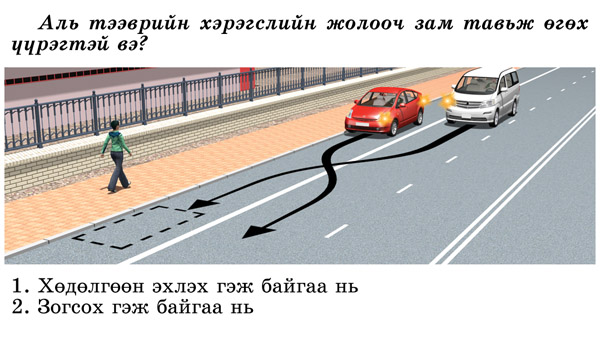 Аль тээврийн хэрэгслийн жолооч зам тавьж өгөх
үүрэгтэй вэ?
1. Хөдөлгөөн эхлэх гэж байгаа нь
2. Зогсох гэж байгаа нь